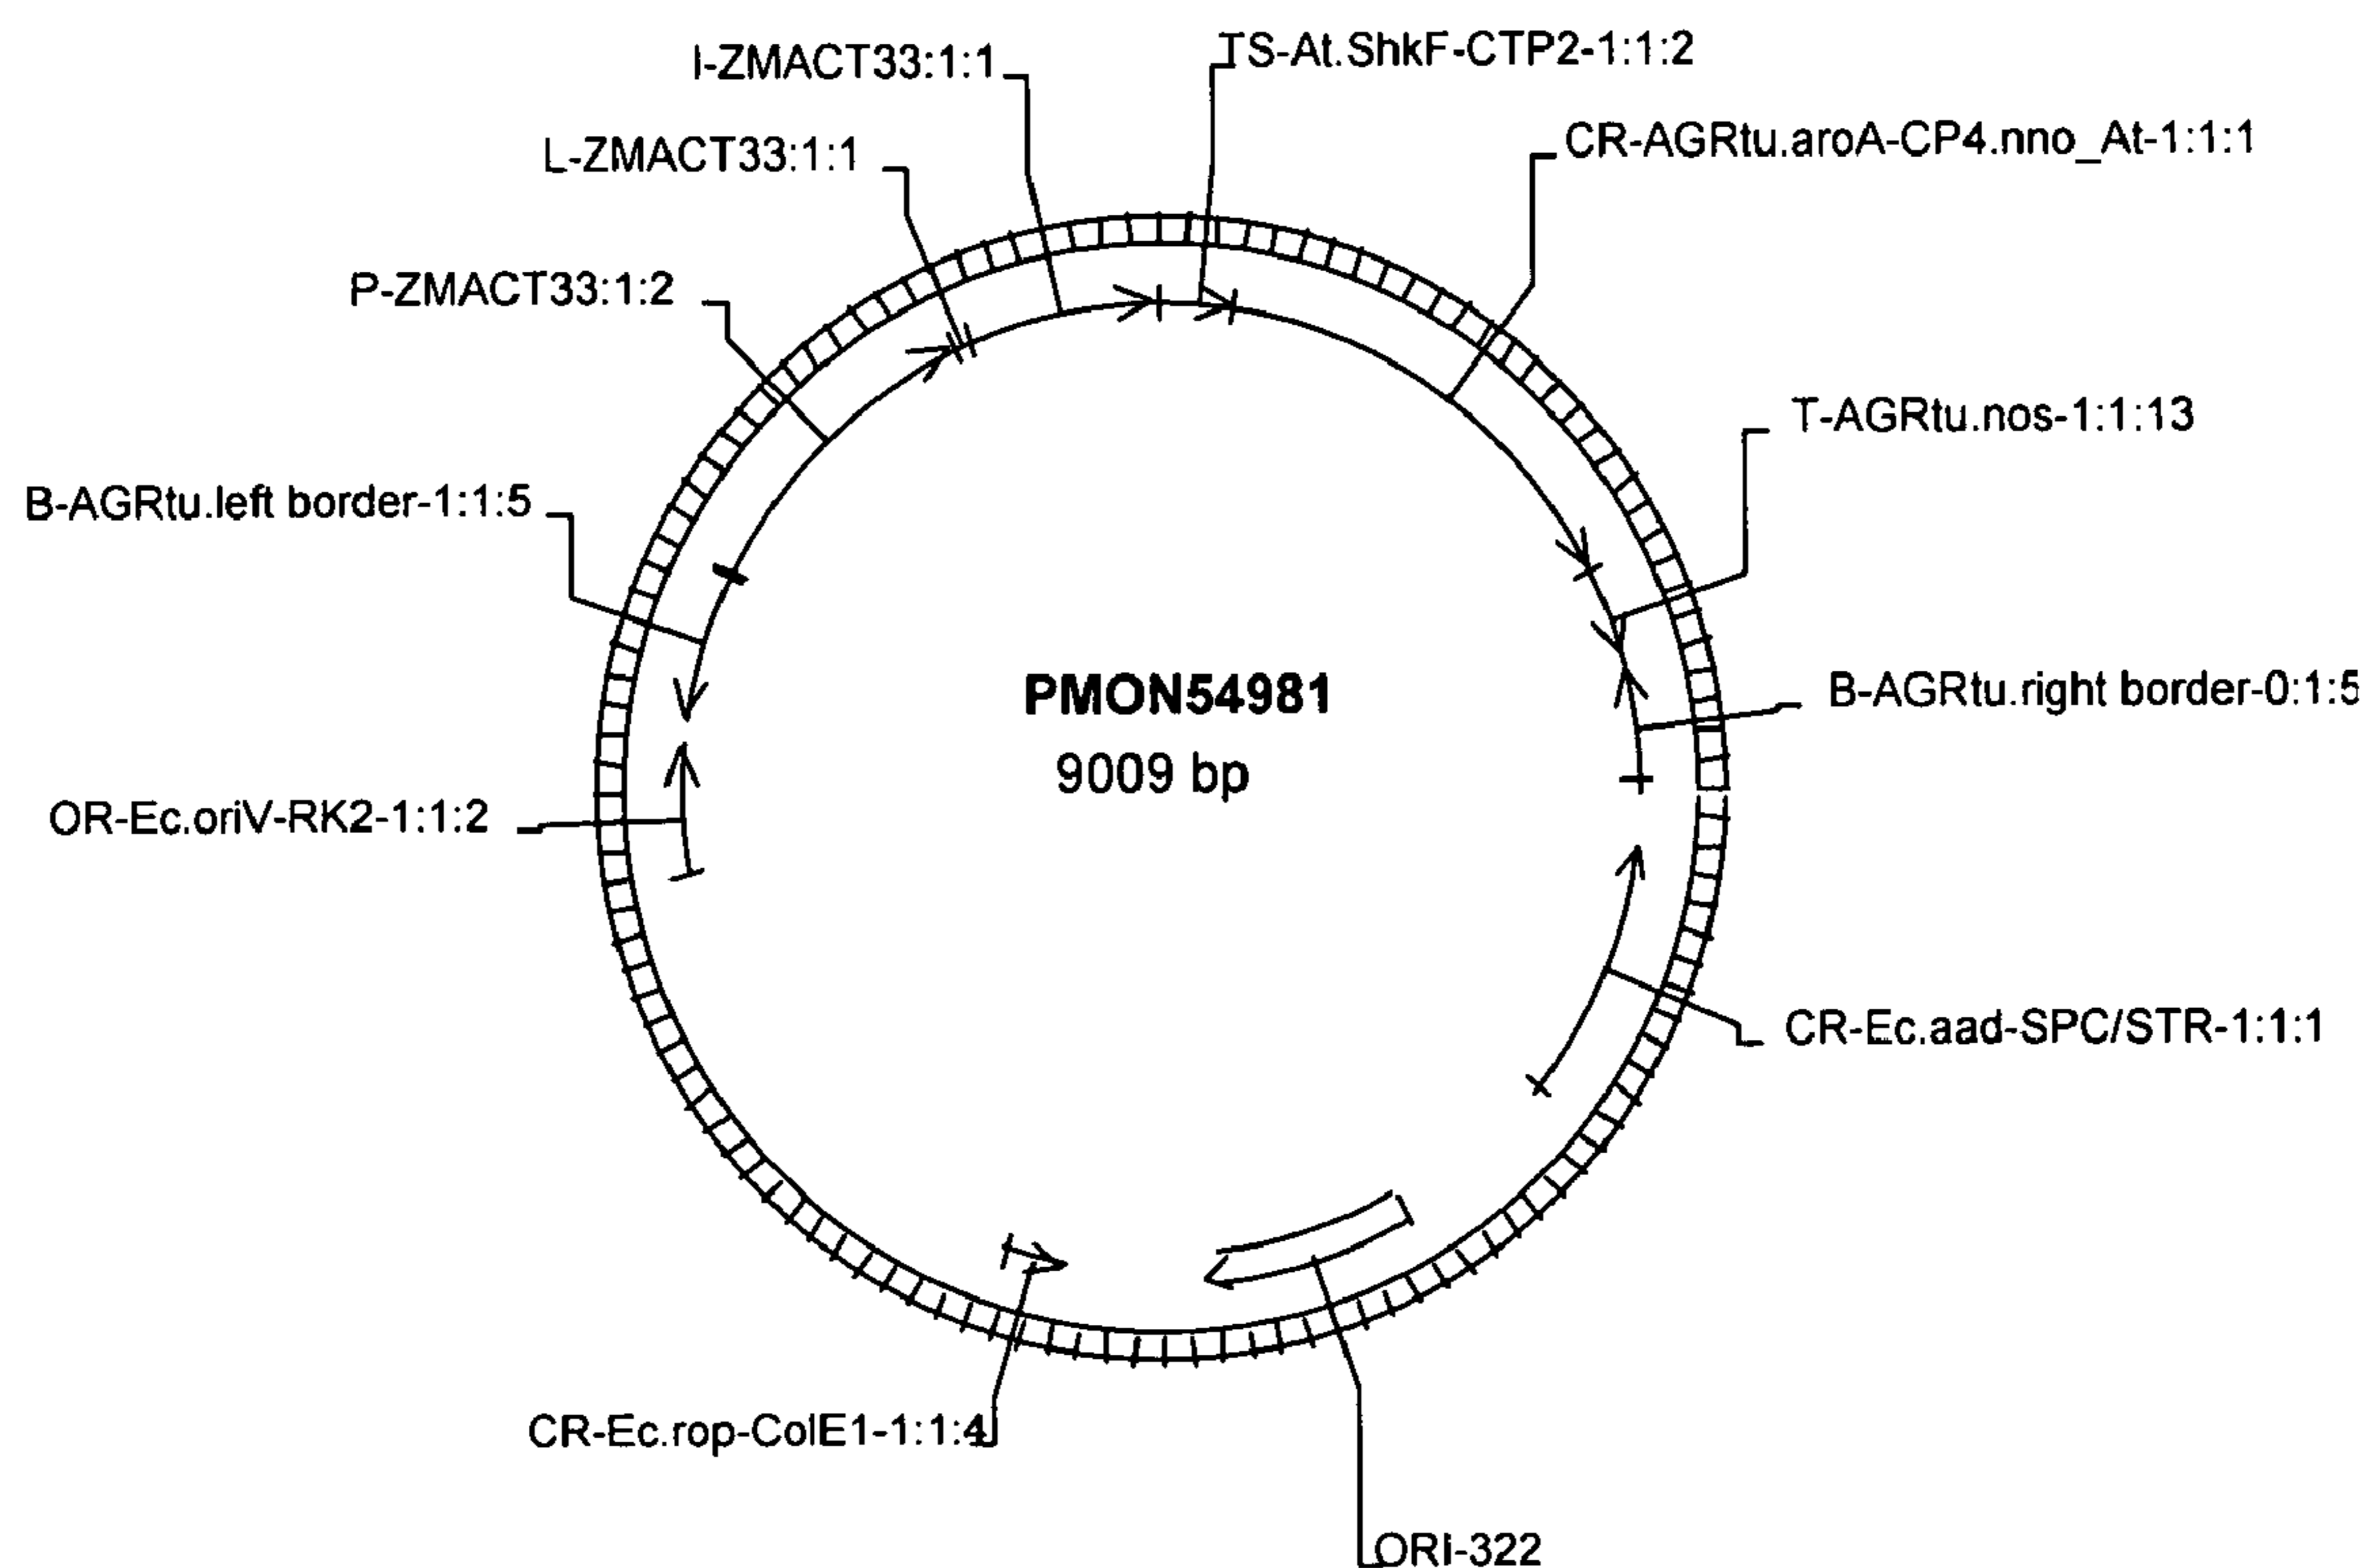 I-ZMACT33:1:1
TS-At.ShkF-CTP2-1:1:2
L-ZMACT33:1:1
CR-AGRtu.aroA-CP4.nno_At-1:1:1
P-ZMACT33:1:2
T-AGRtu.nos-1:1:13
B-AGRtu.left border-1:1:5
B-AGRtu.right border-0:1:5
PMON54981
9009 bp
OR-Ec.oriV-RK2-1:1:2
CR-Ec.aad-SPC/STR-1:1:1
CR-Ec.rop-ColE1-1:1:4
ORI-322